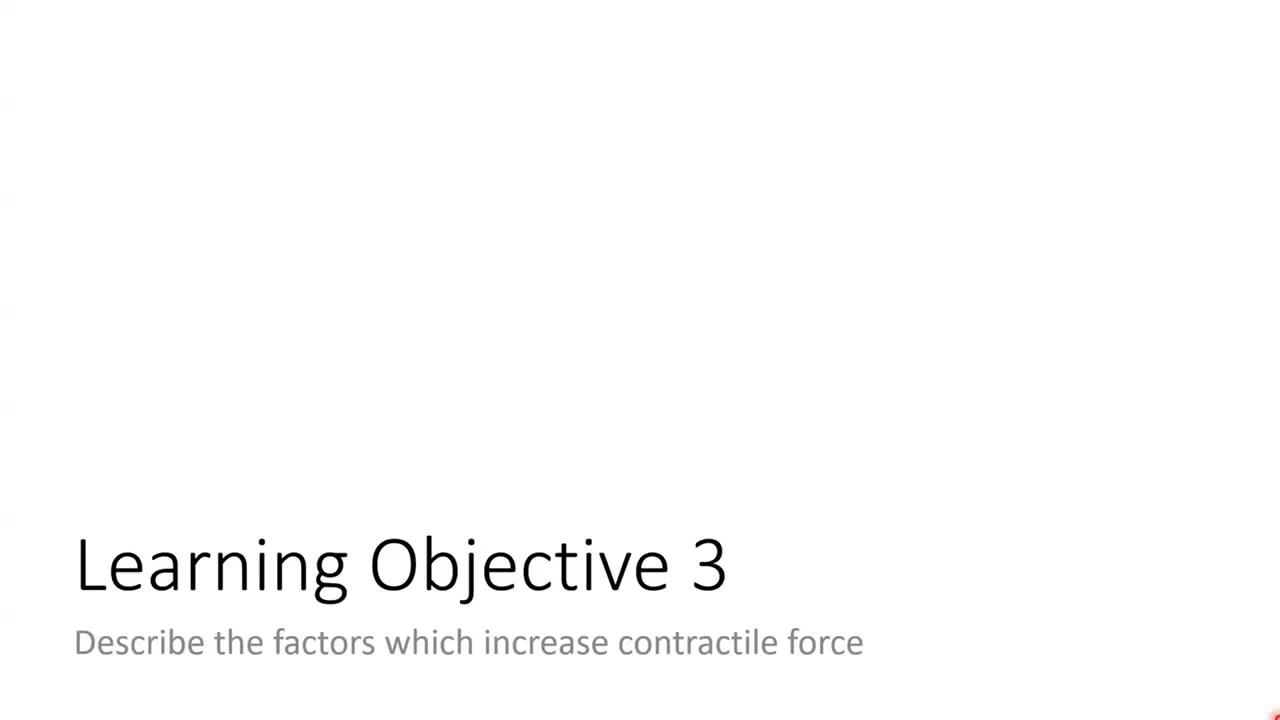 Learning Objective 3
Describe the factors which increase contractile force